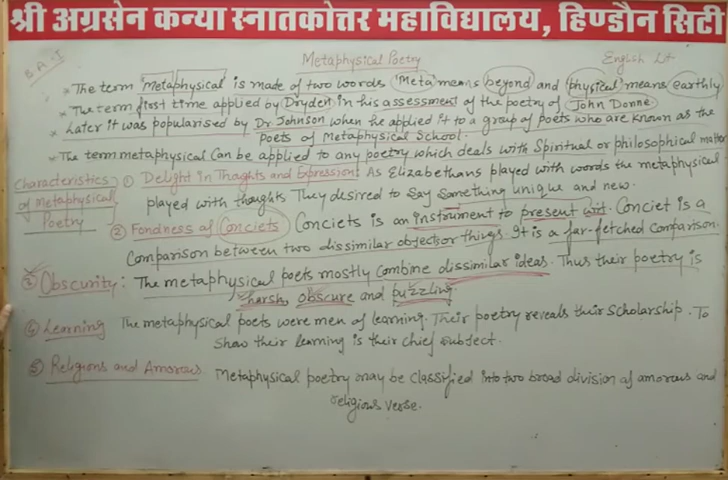 श्री अग्रसेन कन्या स्नातकोत्तर महाविद्यालय, हिण्डौन सिटी
B.A.-I
Metaphysical Poetry
English Lit
* The term 'Metaphysical' is made of two words 'Meta' means beyond and 'physical' means earthly
* The term first time applied by Dryden in his assessment of the poetry of John Donne
* Later it was popularised by Dr. Johnson when he applied it to a group of poets who are known as the
Poets of Metaphysical School.
* The term metaphysical can be applied to any poetry which deals with Spiritual or philosophical matter
Characteristics of Metaphysical Poetry
① Delight in Thoughts and Expression: As Elizabethans played with words the metaphysical
played with thoughts They desired to say something unique and new.
② Fondness of Conciets Conciets is an instrument to present wit. Conciet is a
comparison between two dissimilar objects or things. It is a far-fetched comparison.
③ Obscurity: The metaphysical poets mostly combine dissimilar ideas. Thus their poetry is
harsh, obscure and puzzling.
④ Learning The metaphysical poets were men of learning. Their poetry reveals their Scholarship. To
show their learning is their chief subject.
⑤ Religious and Amorous Metaphysical poetry may be classified into two broad division of amorous and
religious verse.